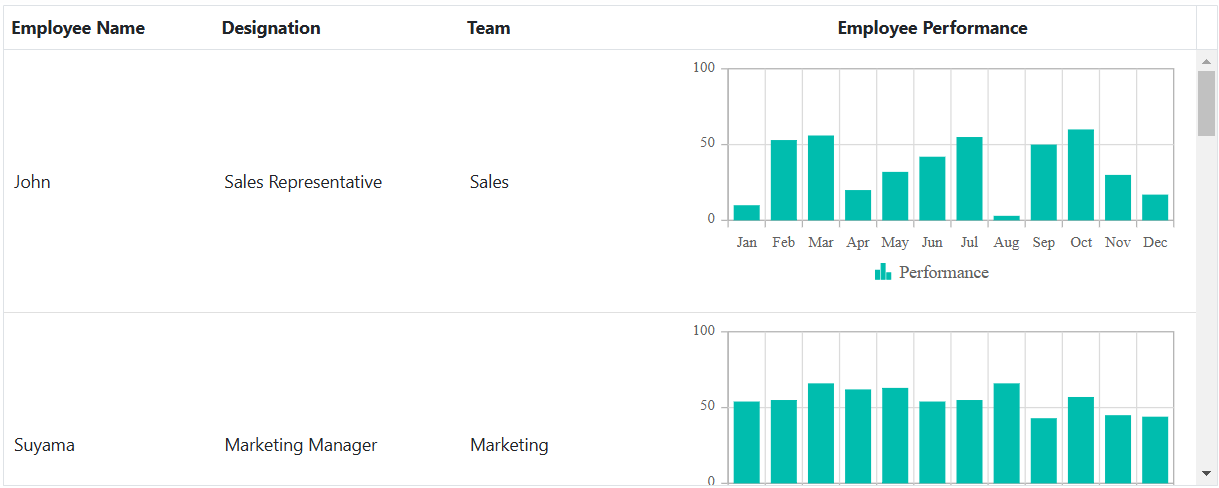 Employee Name Designation Team Employee Performance
100
50
John Sales Representative Sales
0
Jan Feb Mar Apr May Jun Jul Aug Sep Oct Nov Dec
Performance
100
50
Suyama Marketing Manager Marketing
0